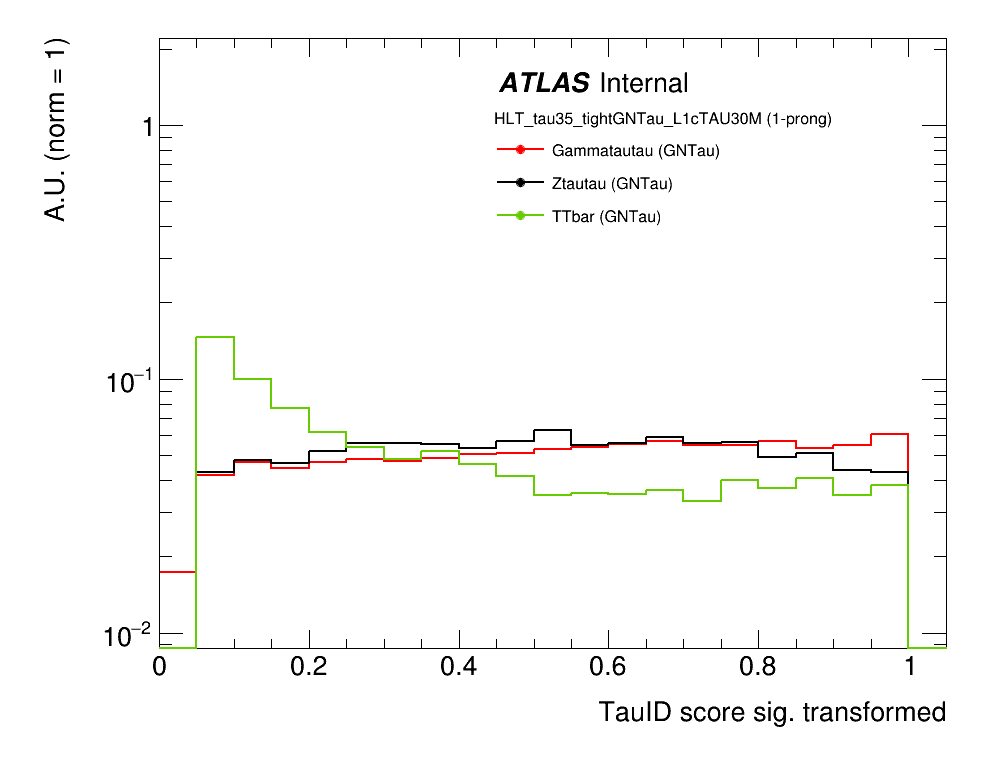 A.U. (norm = 1)
ATLAS Internal
HLT_tau35_tightGNTau_L1cTAU30M (1-prong)
Gammatautau (GNTau)
Ztautau (GNTau)
TTbar (GNTau)
1
10⁻¹
10⁻²
0 0.2 0.4 0.6 0.8 1
TauID score sig. transformed